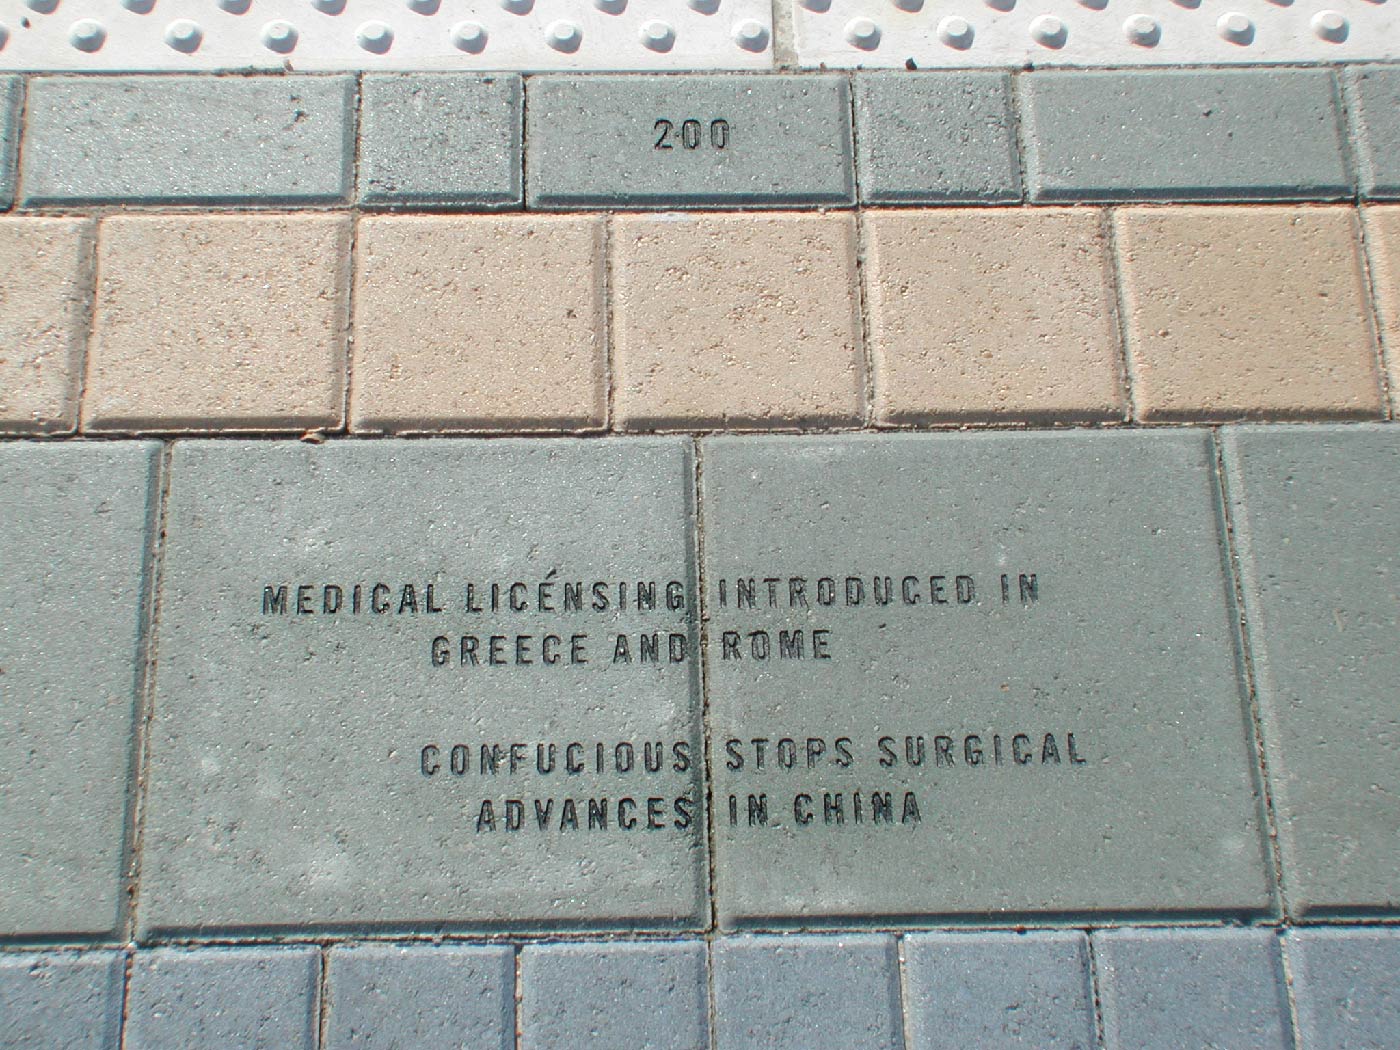 200
MEDICAL LICENSING INTRODUCED IN
GREECE AND ROME
CONFUCIOUS STOPS SURGICAL
ADVANCES IN CHINA